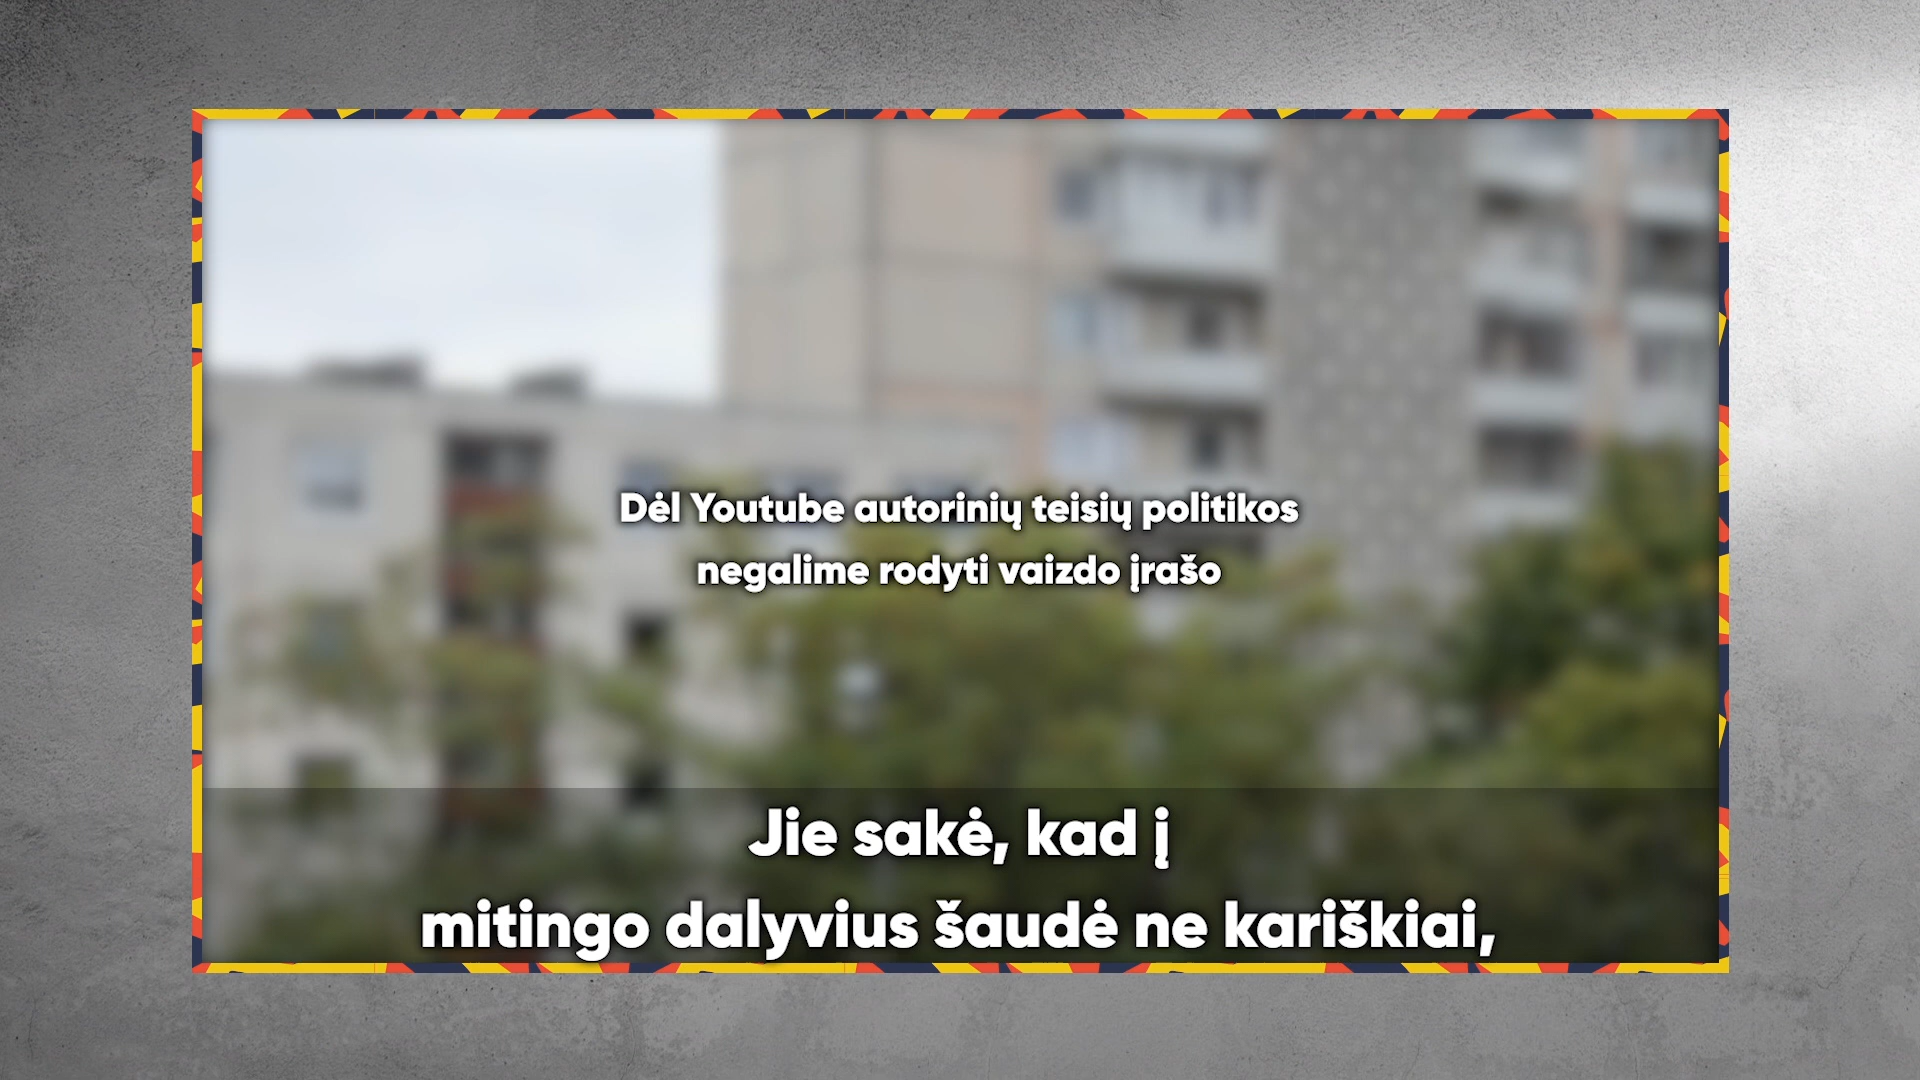 Dėl Youtube autorinių teisių politikos
negalime rodyti vaizdo įrašo
Jie sakė, kad į
mitingo dalyvius šaudė ne kariškiai,